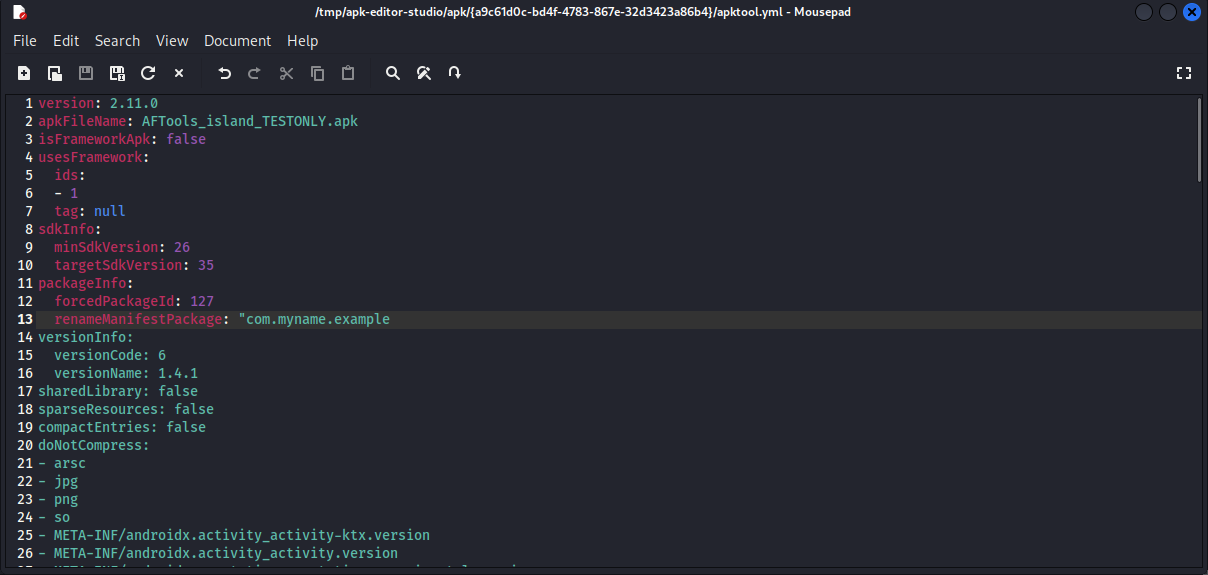 /tmp/apk-editor-studio/apk/{a9c61d0c-bd4f-4783-867e-32d3423a86b4}/apktool.yml - Mousepad
File Edit Search View Document Help
1 version: 2.11.0
2 apkFileName: AFTools_island_TESTONLY.apk
3 isFrameworkApk: false
4 usesFramework:
5   ids:
6   - 1
7   tag: null
8 sdkInfo:
9   minSdkVersion: 26
10   targetSdkVersion: 35
11 packageInfo:
12   forcedPackageId: 127
13   renameManifestPackage: "com.myname.example
14 versionInfo:
15   versionCode: 6
16   versionName: 1.4.1
17 sharedLibrary: false
18 sparseResources: false
19 compactEntries: false
20 doNotCompress:
21 - arsc
22 - jpg
23 - png
24 - so
25 - META-INF/androidx.activity_activity-ktx.version
26 - META-INF/androidx.activity_activity.version